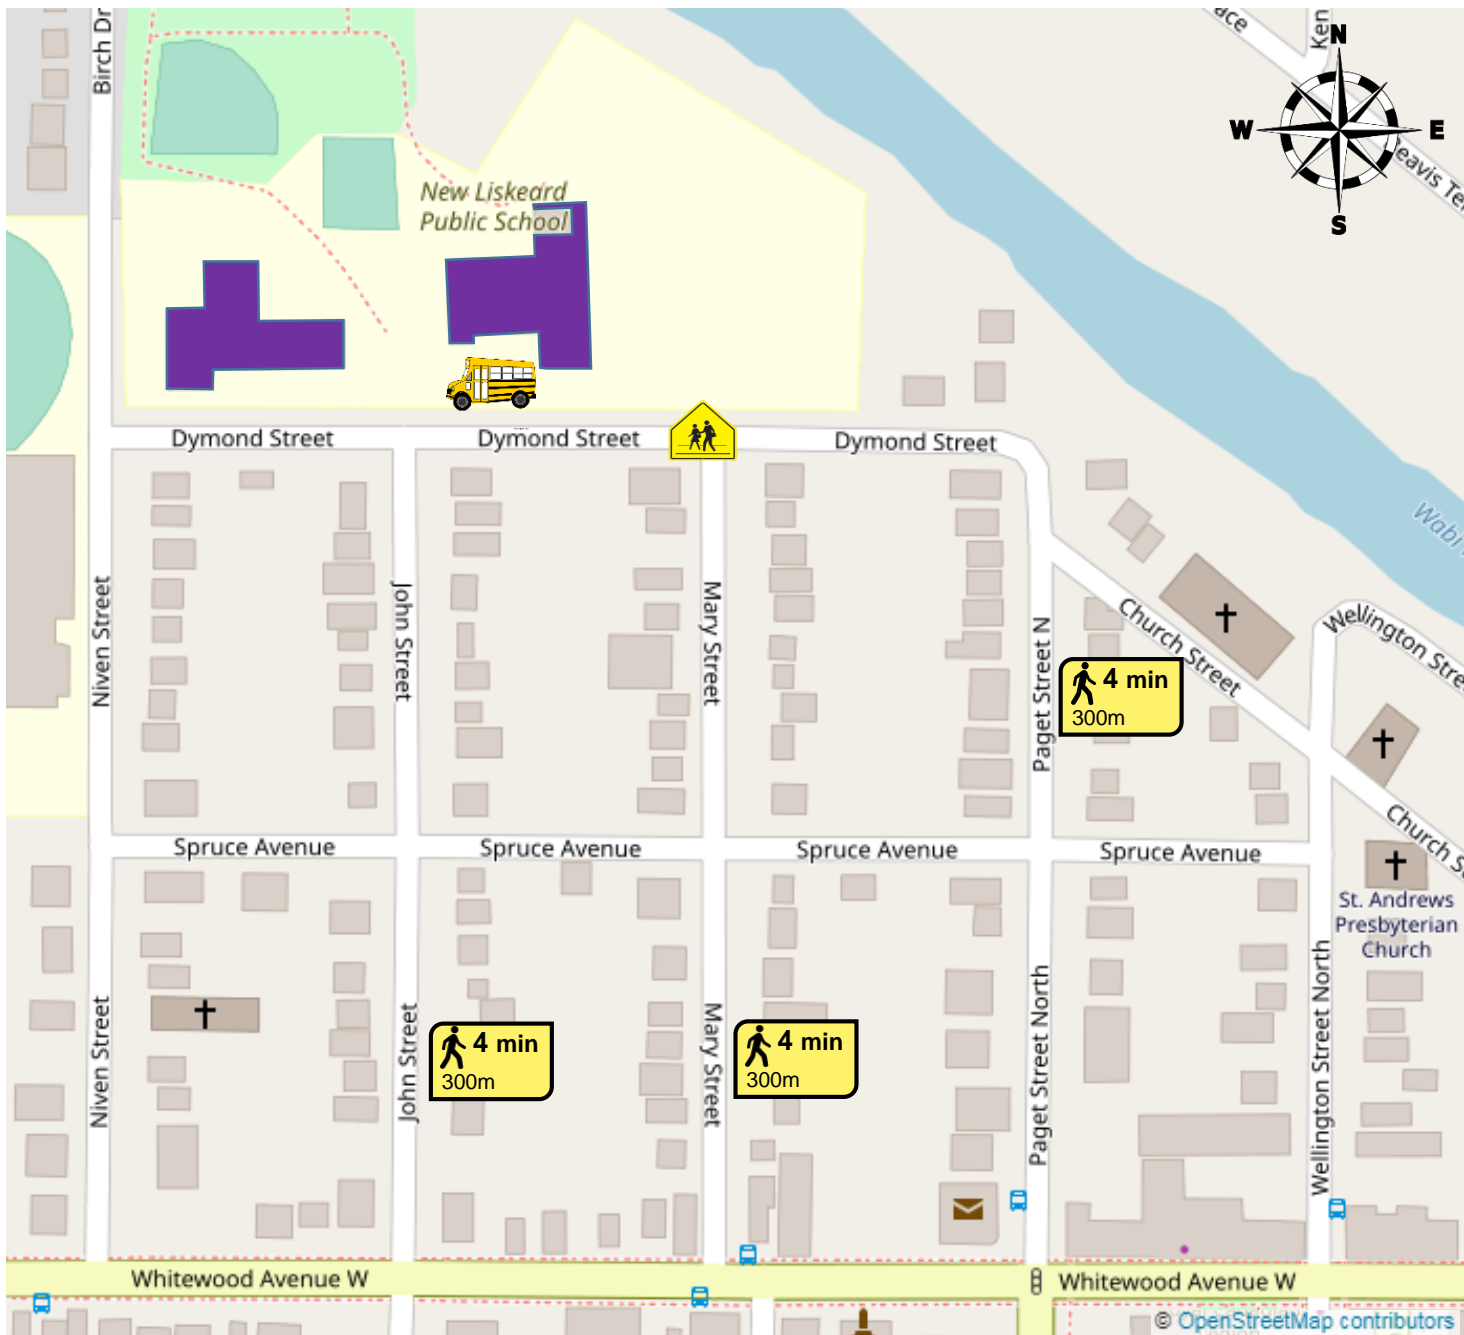 Birch Dr
ace
Ken
N
W
E
S
eavis Te
New Liskeard
Public School
Dymond Street
Dymond Street
Dymond Street
Niven Street
John Street
Mary Street
Paget Street N
Church Street
Wellington Stre
4 min
300m
Spruce Avenue
Spruce Avenue
Spruce Avenue
Spruce Avenue
Church S
St. Andrews
Presbyterian
Church
Niven Street
John Street
4 min
300m
Mary Street
4 min
300m
Paget Street North
Wellington Street North
Whitewood Avenue W
Whitewood Avenue W
© OpenStreetMap contributors